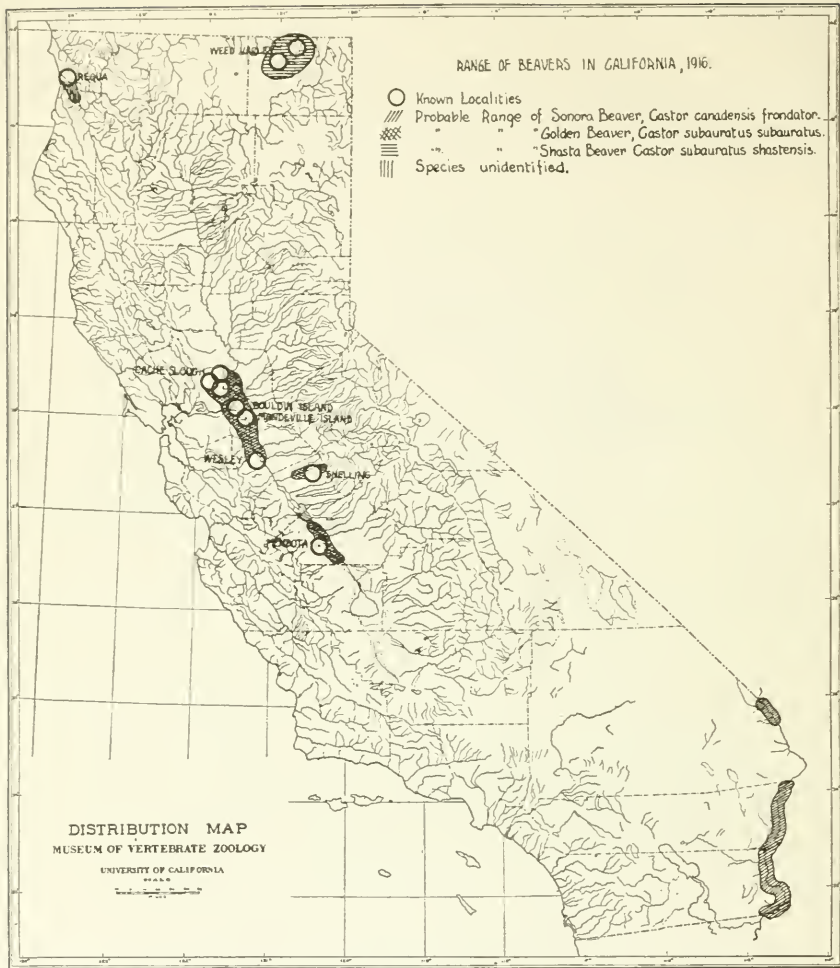 WEED VALLEY
REQUA
RANGE OF BEAVERS IN CALIFORNIA, 1916.
Known Localities
Probable Range of Sonora Beaver, Castor canadensis frondator.
" " " Golden Beaver, Castor subauratus subauratus.
" " " Shasta Beaver Castor subauratus shastensis.
Species unidentified.
CACHE SLOUGH
BOULDIN ISLAND
MANDEVILLE ISLAND
WESLEY
SNELLING
MENDOTA
DISTRIBUTION MAP
MUSEUM OF VERTEBRATE ZOOLOGY
UNIVERSITY OF CALIFORNIA
SCALE